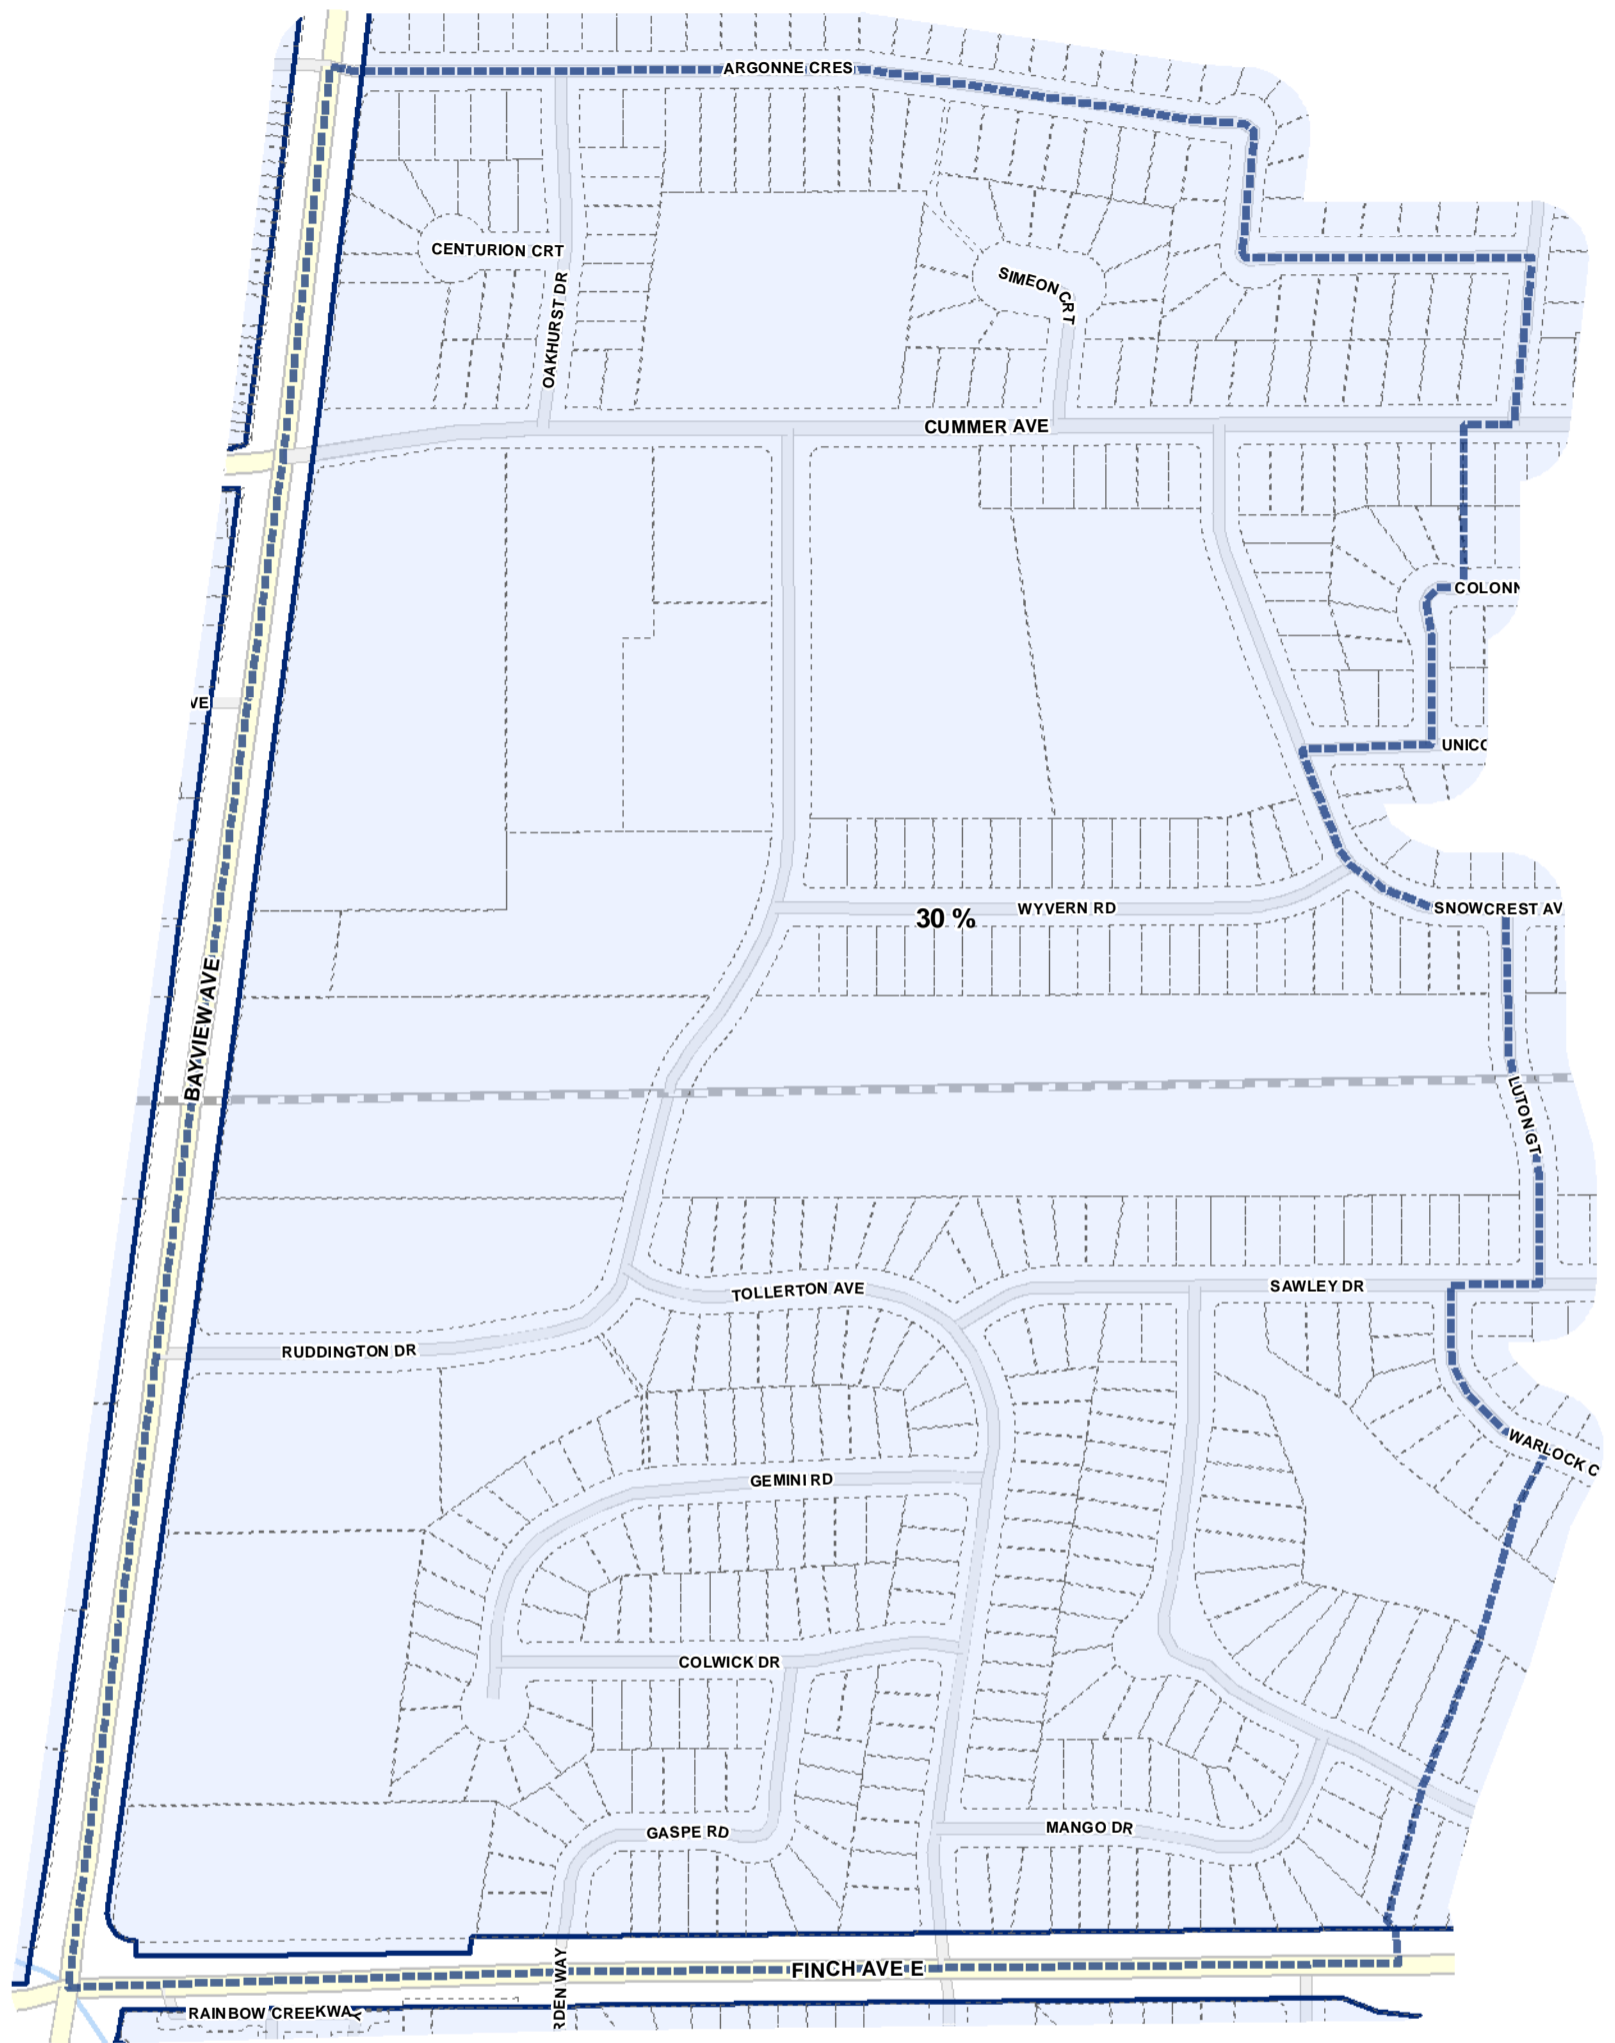 ARGONNE CRES
CENTURION CRT
OAKHURST DR
SIMEON CRT
CUMMER AVE
COLONN
VE
UNICO
WYVERN RD
SNOWCREST AV
30 %
BAYVIEW AVE
LUTON GT
TOLLERTON AVE
SAWLEY DR
RUDDINGTON DR
WARLOCK C
GEMINI RD
COLWICK DR
GASPE RD
MANGO DR
RDEN WAY
FINCH AVE E
RAINBOW CREEKWAY